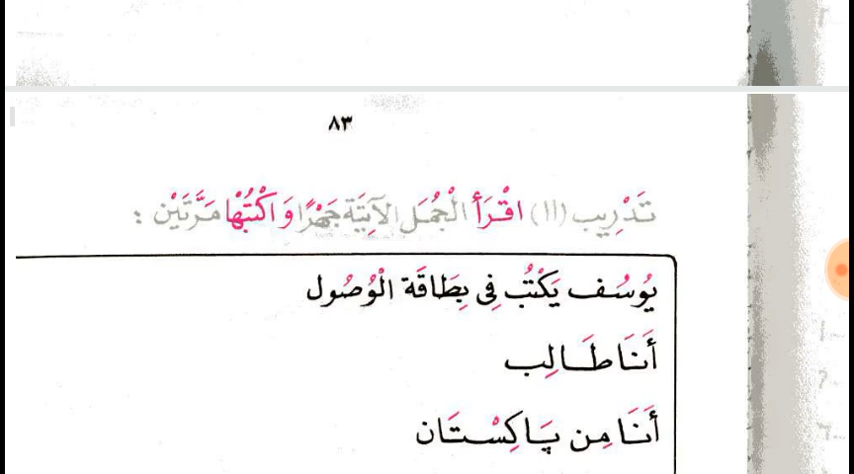 ٨٣
تَدْرِيب (١١) اقْرَأ الْجُمَل الآتِيَة جَهْرًا وَ اكْتُبْهَا مَرَّتَيْن :
يُوسُف يَكْتُب فِى بِطَاقَة الْوُصُول
أَنَا طَالِب
أَنَا مِن پَاكِسْتَان